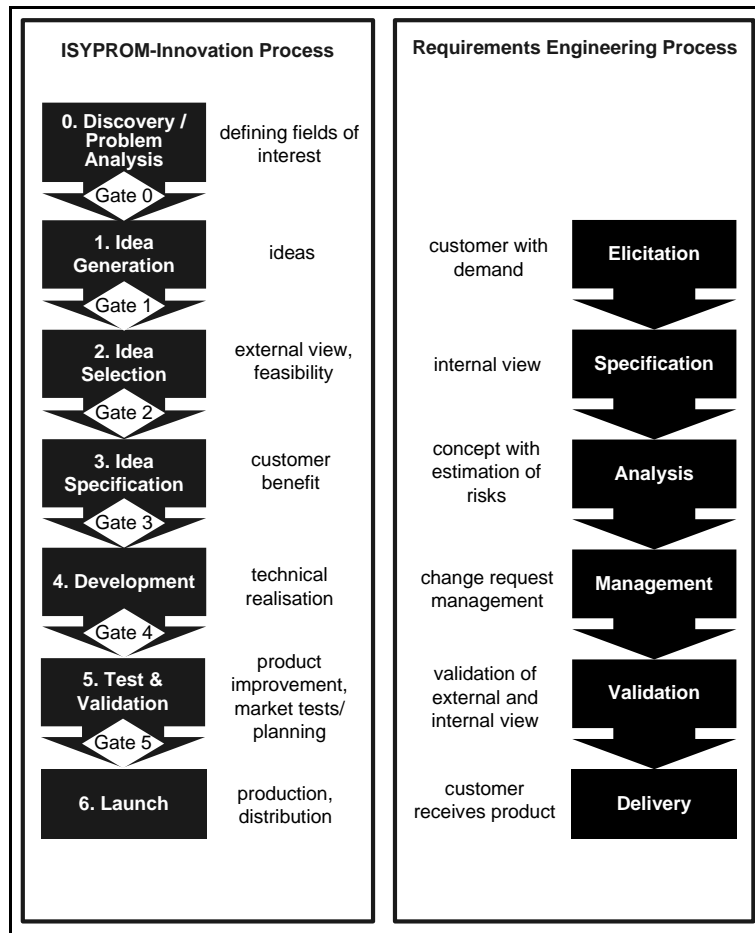 ISYPROM-Innovation Process
0. Discovery /
Problem
Analysis
defining fields of
interest
Gate 0
1. Idea
Generation
ideas
Gate 1
2. Idea
Selection
external view,
feasibility
Gate 2
3. Idea
Specification
customer
benefit
Gate 3
4. Development
technical
realisation
Gate 4
5. Test &
Validation
product
improvement,
market tests/
planning
Gate 5
6. Launch
production,
distribution
Requirements Engineering Process
customer with
demand
Elicitation
internal view
Specification
concept with
estimation of
risks
Analysis
change request
management
Management
validation of
external and
internal view
Validation
customer
receives product
Delivery